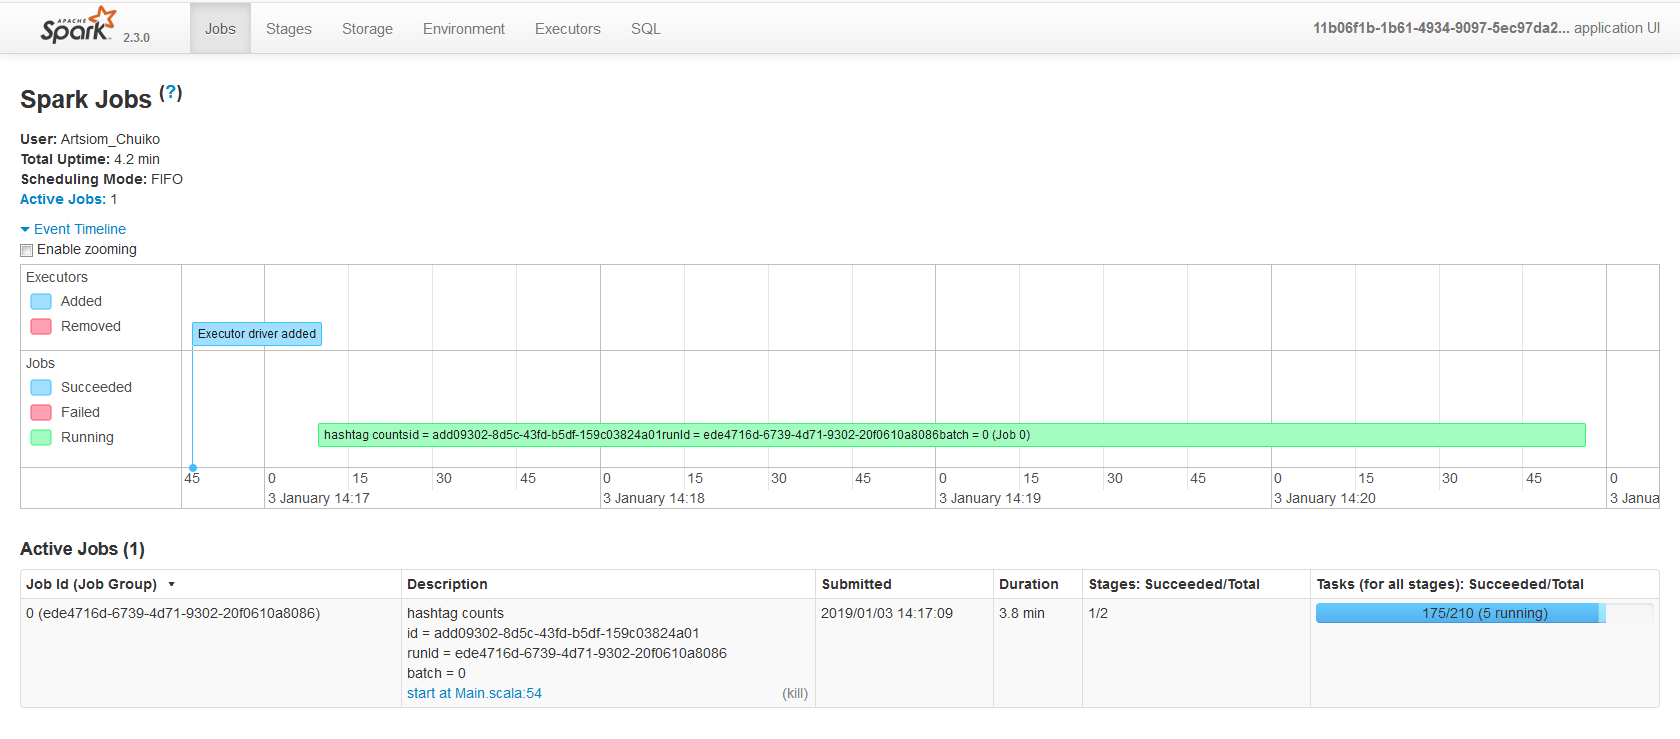 APACHE
Spark 2.3.0 Jobs Stages Storage Environment Executors SQL 11b06f1b-1b61-4934-9097-5ec97da2... application UI
Spark Jobs (?)
User: Artsiom_Chuiko
Total Uptime: 4.2 min
Scheduling Mode: FIFO
Active Jobs: 1
Event Timeline
Enable zooming
Executors
Added
Removed
Executor driver added
Jobs
Succeeded
Failed
Running
hashtag countsid = add09302-8d5c-43fd-b5df-159c03824a01runId = ede4716d-6739-4d71-9302-20f0610a8086batch = 0 (Job 0)
45 0 15 30 45 0 15 30 45 0 15 30 45 0 15 30 45 0
3 January 14:17 3 January 14:18 3 January 14:19 3 January 14:20 3 Janua
Active Jobs (1)
Job Id (Job Group) ▾ Description Submitted Duration Stages: Succeeded/Total Tasks (for all stages): Succeeded/Total
0 (ede4716d-6739-4d71-9302-20f0610a8086) hashtag counts 2019/01/03 14:17:09 3.8 min 1/2 175/210 (5 running)
id = add09302-8d5c-43fd-b5df-159c03824a01
runId = ede4716d-6739-4d71-9302-20f0610a8086
batch = 0
start at Main.scala:54 (kill)